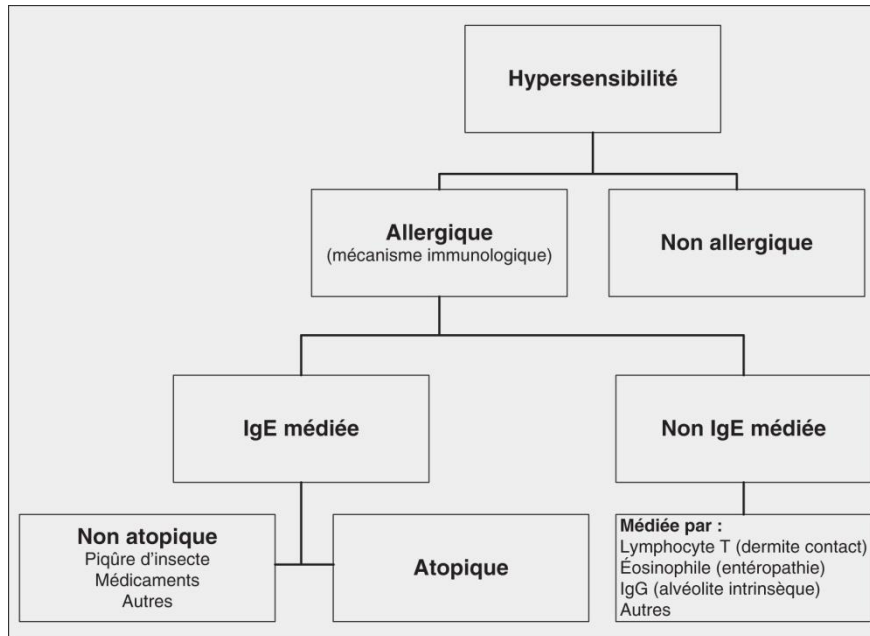 Hypersensibilité
Allergique
(mécanisme immunologique)
Non allergique
IgE médiée
Non IgE médiée
Non atopique
Piqûre d'insecte
Médicaments
Autres
Atopique
Médiée par :
Lymphocyte T (dermite contact)
Éosinophile (entéropathie)
IgG (alvéolite intrinsèque)
Autres